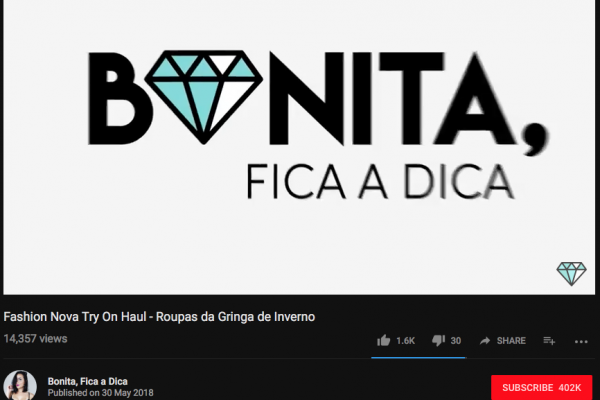 BONITA,
FICA A DICA
Fashion Nova Try On Haul - Roupas da Gringa de Inverno
14,357 views
1.6K
30
SHARE
Bonita, Fica a Dica
Published on 30 May 2018
SUBSCRIBE 402K